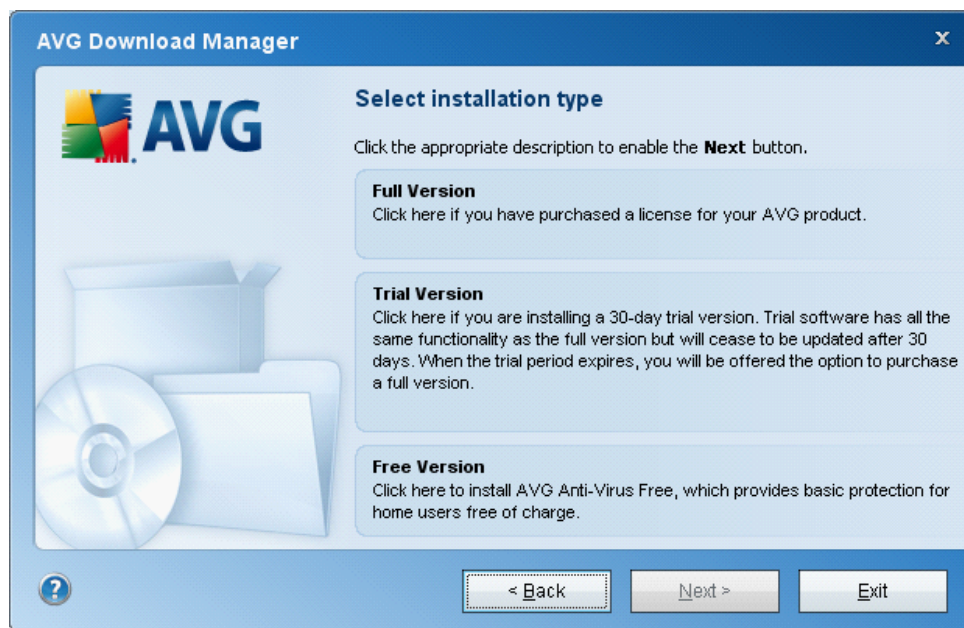 AVG Download Manager
x
AVG
Select installation type
Click the appropriate description to enable the Next button.
Full Version
Click here if you have purchased a license for your AVG product.
Trial Version
Click here if you are installing a 30-day trial version. Trial software has all the
same functionality as the full version but will cease to be updated after 30
days. When the trial period expires, you will be offered the option to purchase
a full version.
Free Version
Click here to install AVG Anti-Virus Free, which provides basic protection for
home users free of charge.
?
< Back
Next >
Exit